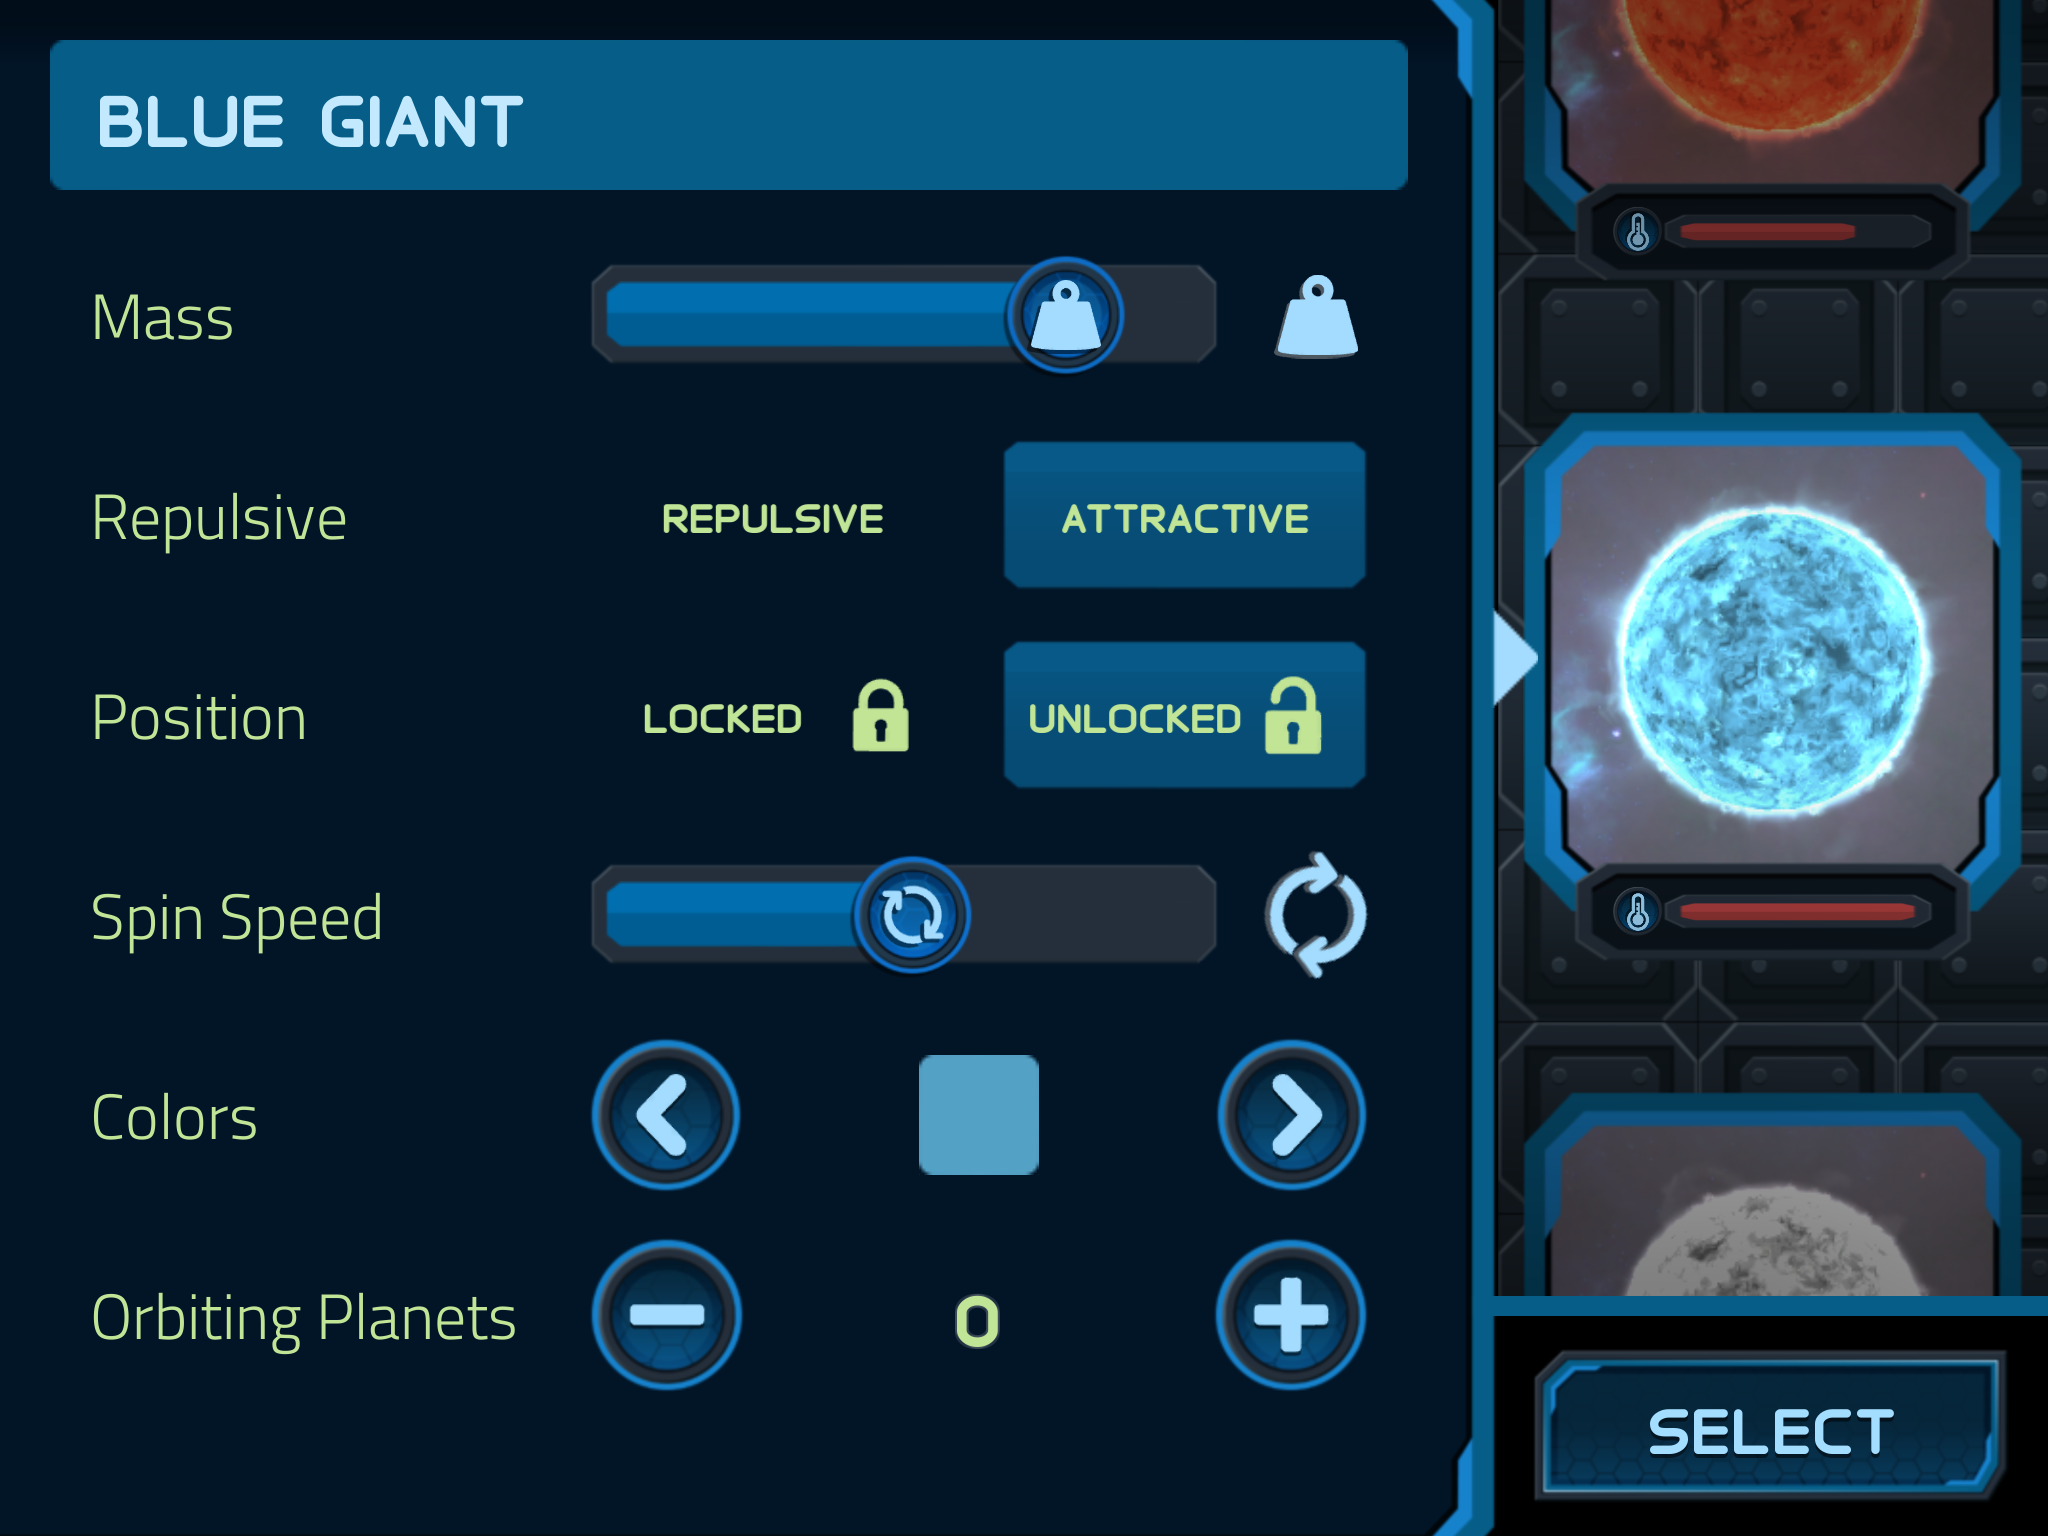 BLUE GIANT
Mass
Repulsive
REPULSIVE
ATTRACTIVE
Position
LOCKED
UNLOCKED
Spin Speed
Colors
Orbiting Planets
0
SELECT